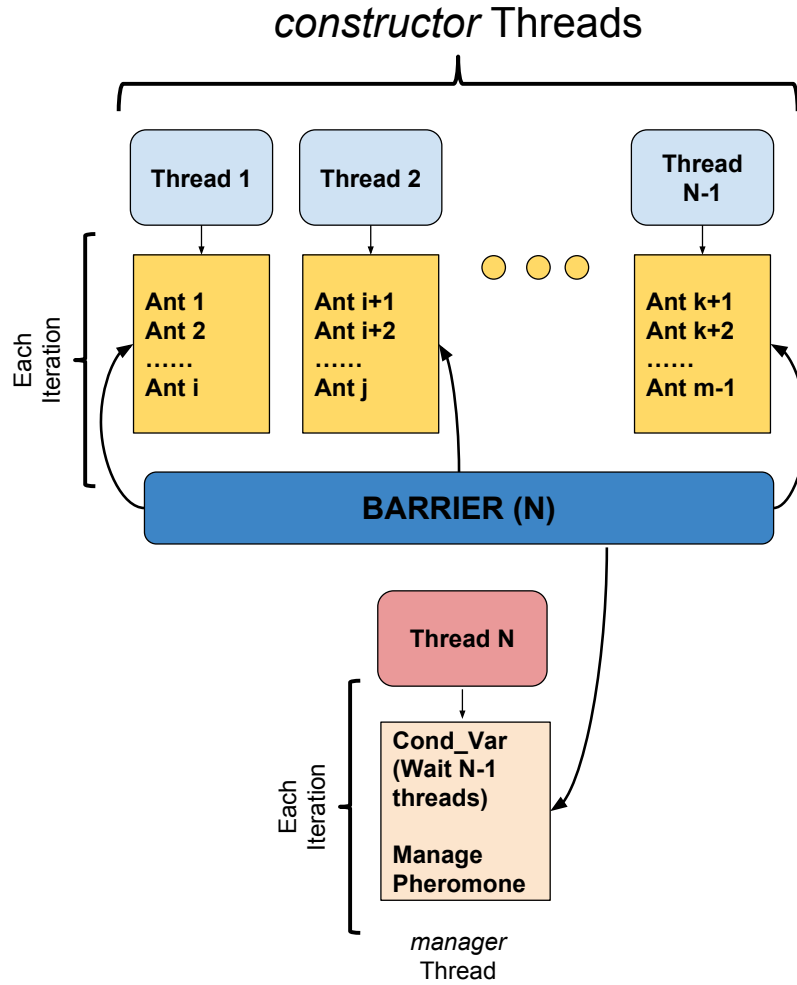 constructor Threads
Thread 1
Thread 2
Thread
N-1
Each
Iteration
Ant 1
Ant 2
......
Ant i
Ant i+1
Ant i+2
......
Ant j
Ant k+1
Ant k+2
......
Ant m-1
BARRIER (N)
Thread N
Each
Iteration
Cond_Var
(Wait N-1
threads)
Manage
Pheromone
manager
Thread